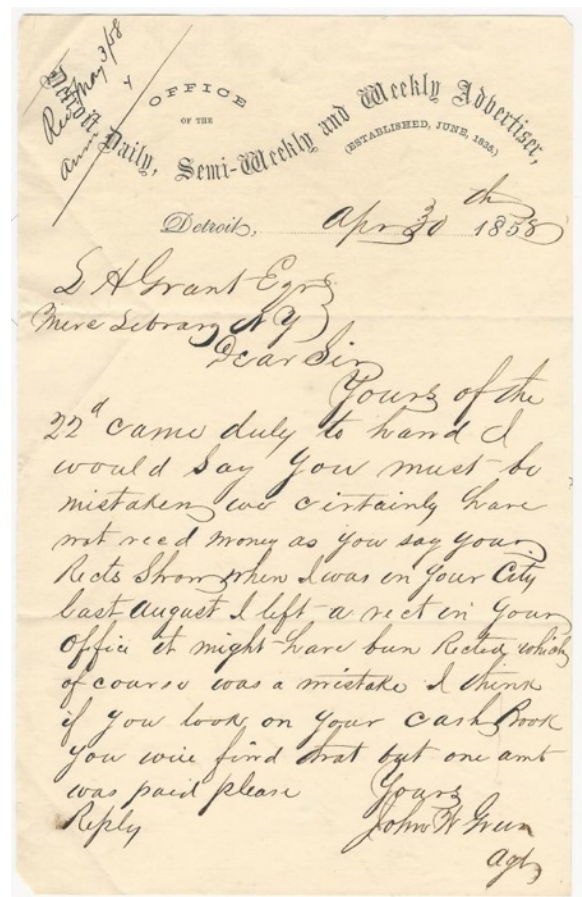 Recd May 3/58
OFFICE
OF THE
Detroit Daily, Semi-Weekly and Weekly Advertiser,
(ESTABLISHED, JUNE, 1835,)
Detroit, Apr 30th 1858
S H Grant Eqr
Merc Library N Y
Dear Sir
Yours of the
22d came duly to hand I
would say you must be
mistaken we certainly have
not recd money as you say your
Rects Show when I was in your City
last August I left a rect in your
office it might have bun Rected which
of course was a mistake I think
if you look on your cash Book
you will find that but one amt
was paid please
Reply
Yours
John W Green
Agt